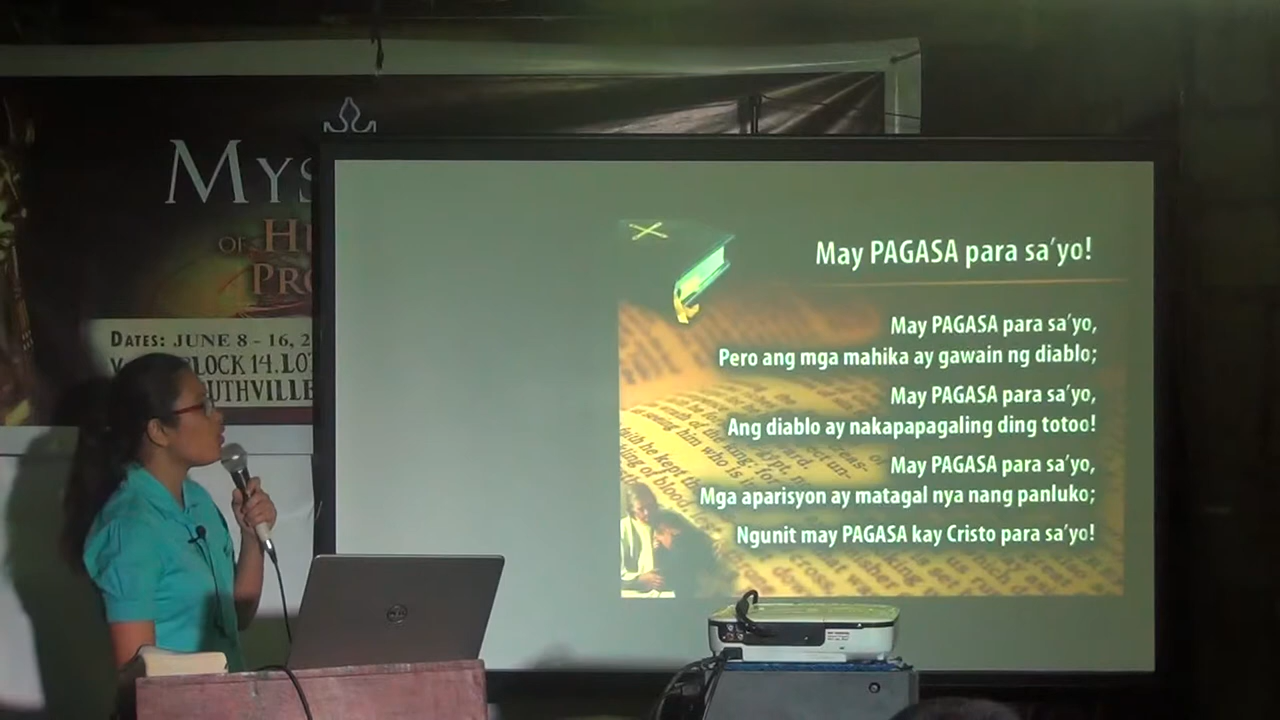 MYS
OF HI
PRO
DATES: JUNE 8 - 16, 2
BLOCK 14, LOT
UTHVILLE
May PAGASA para sa'yo!
May PAGASA para sa'yo,
Pero ang mga mahika ay gawain ng diablo;
May PAGASA para sa'yo,
Ang diablo ay nakapapagaling ding totoo!
May PAGASA para sa'yo,
Mga aparisyon ay matagal nya nang panluko;
Ngunit may PAGASA kay Cristo para sa'yo!